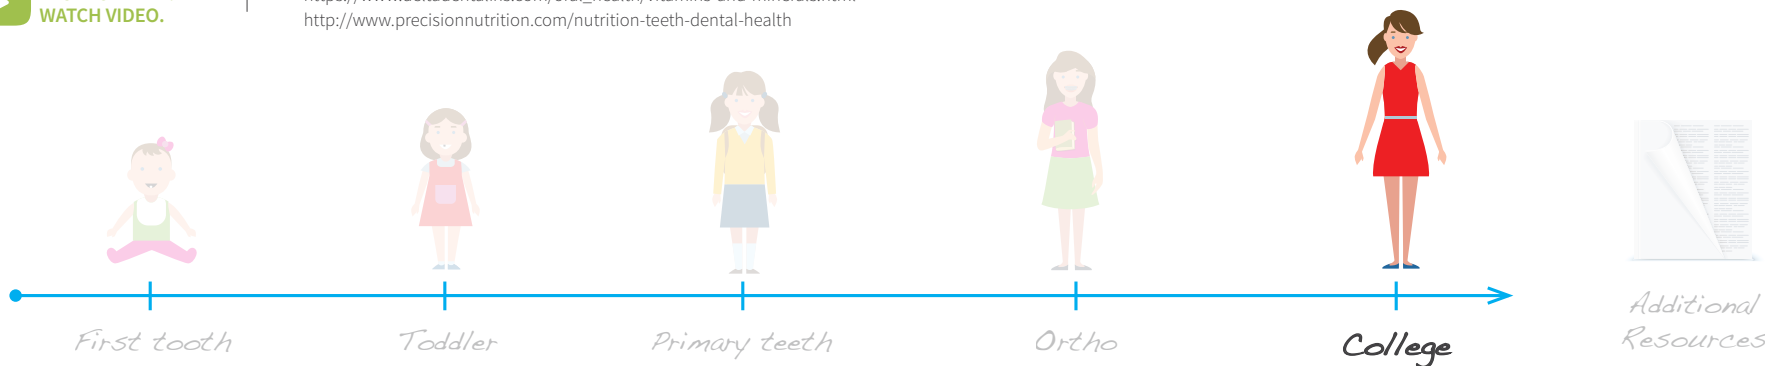 WATCH VIDEO.
http://www.precisionnutrition.com/nutrition-teeth-dental-health
First tooth
Toddler
Primary teeth
Ortho
College
Additional
Resources